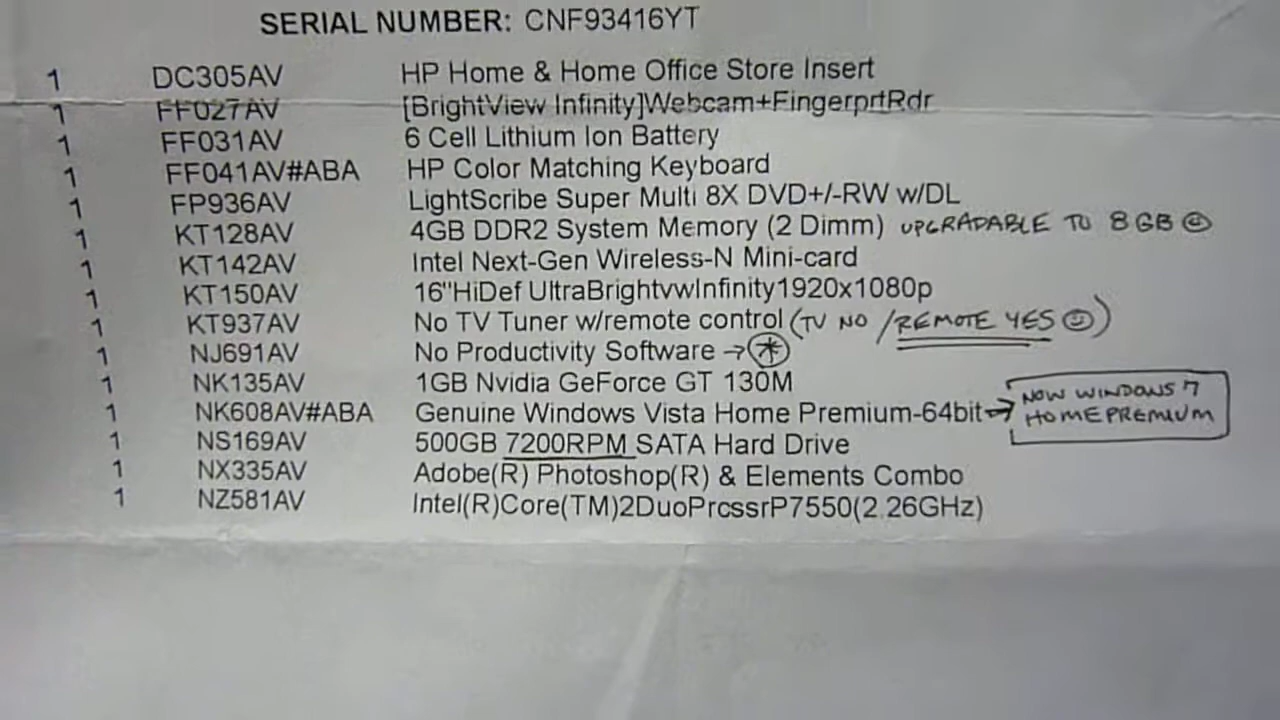 SERIAL NUMBER: CNF93416YT
1 DC305AV HP Home & Home Office Store Insert
1 FF027AV [BrightView Infinity]Webcam+FingerprtRdr
1 FF031AV 6 Cell Lithium Ion Battery
1 FF041AV#ABA HP Color Matching Keyboard
1 FP936AV LightScribe Super Multi 8X DVD+/-RW w/DL
1 KT128AV 4GB DDR2 System Memory (2 Dimm) UPGRADABLE TO 8GB ☺
1 KT142AV Intel Next-Gen Wireless-N Mini-card
1 KT150AV 16"HiDef UltraBrightvwInfinity1920x1080p
1 KT937AV No TV Tuner w/remote control (TV NO / REMOTE YES ☺)
1 NJ691AV No Productivity Software → *
1 NK135AV 1GB Nvidia GeForce GT 130M
1 NK608AV#ABA Genuine Windows Vista Home Premium-64bit → NOW WINDOWS 7
HOME PREMIUM
1 NS169AV 500GB 7200RPM SATA Hard Drive
1 NX335AV Adobe(R) Photoshop(R) & Elements Combo
1 NZ581AV Intel(R)Core(TM)2DuoPrcssrP7550(2.26GHz)